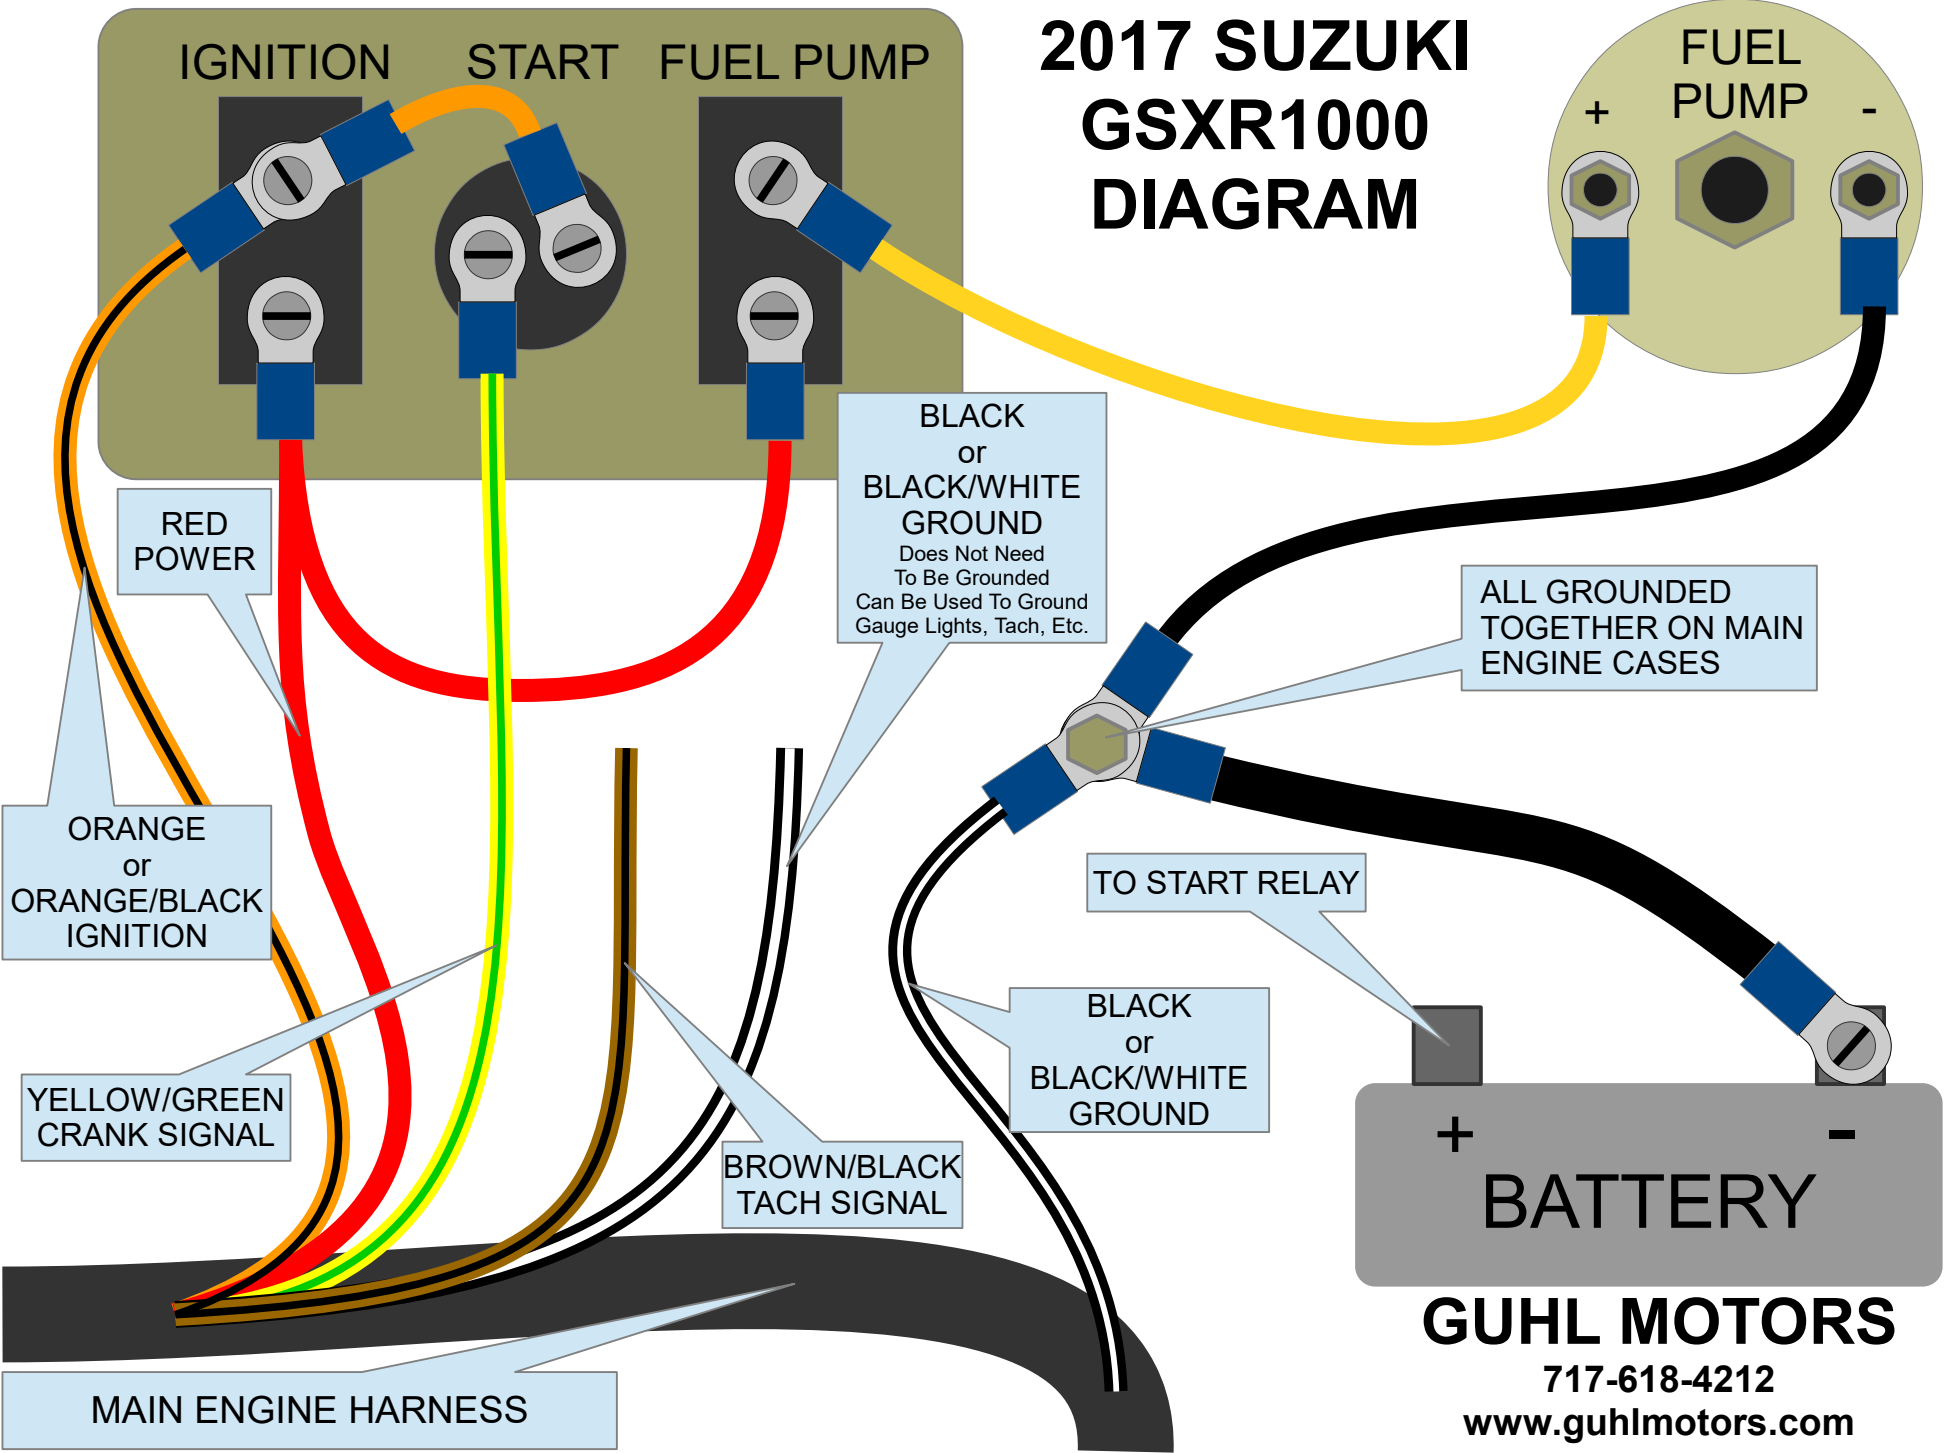 2017 SUZUKI
GSXR1000
DIAGRAM
IGNITION
START
FUEL PUMP
FUEL
PUMP
+
-
BLACK
or
BLACK/WHITE
GROUND
Does Not Need
To Be Grounded
Can Be Used To Ground
Gauge Lights, Tach, Etc.
RED
POWER
ALL GROUNDED
TOGETHER ON MAIN
ENGINE CASES
ORANGE
or
ORANGE/BLACK
IGNITION
TO START RELAY
BLACK
or
BLACK/WHITE
GROUND
YELLOW/GREEN
CRANK SIGNAL
BROWN/BLACK
TACH SIGNAL
+
-
BATTERY
MAIN ENGINE HARNESS
GUHL MOTORS
717-618-4212
www.guhlmotors.com